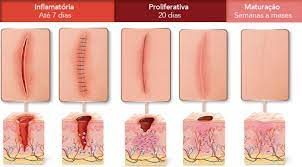 Inflamatória
Até 7 dias
Proliferativa
20 dias
Maturação
Semanas a meses